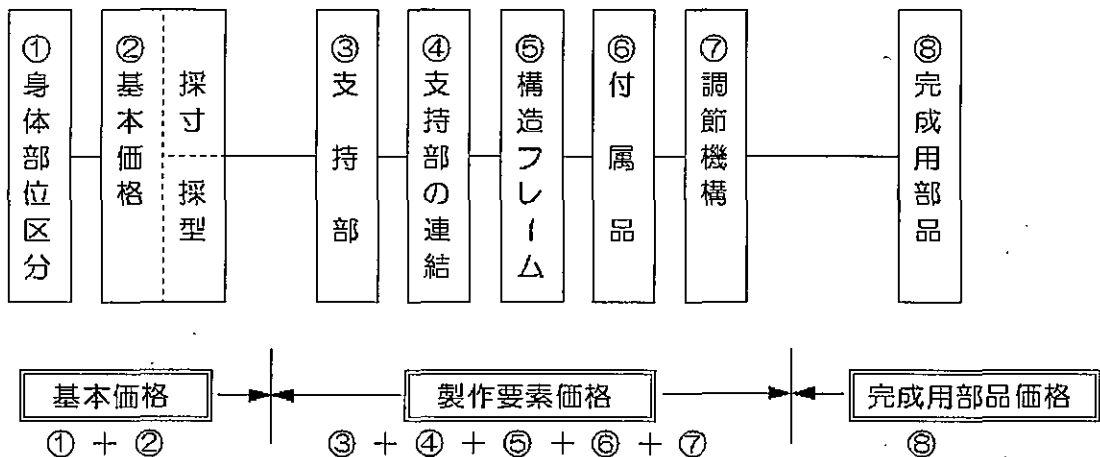 ①身体部位区分
②基本価格
採寸
採型
③支持部
④支持部の連結
⑤構造フレーム
⑥付属品
⑦調節機構
⑧完成用部品
基本価格
製作要素価格
完成用部品価格
①+②
③+④+⑤+⑥+⑦
⑧